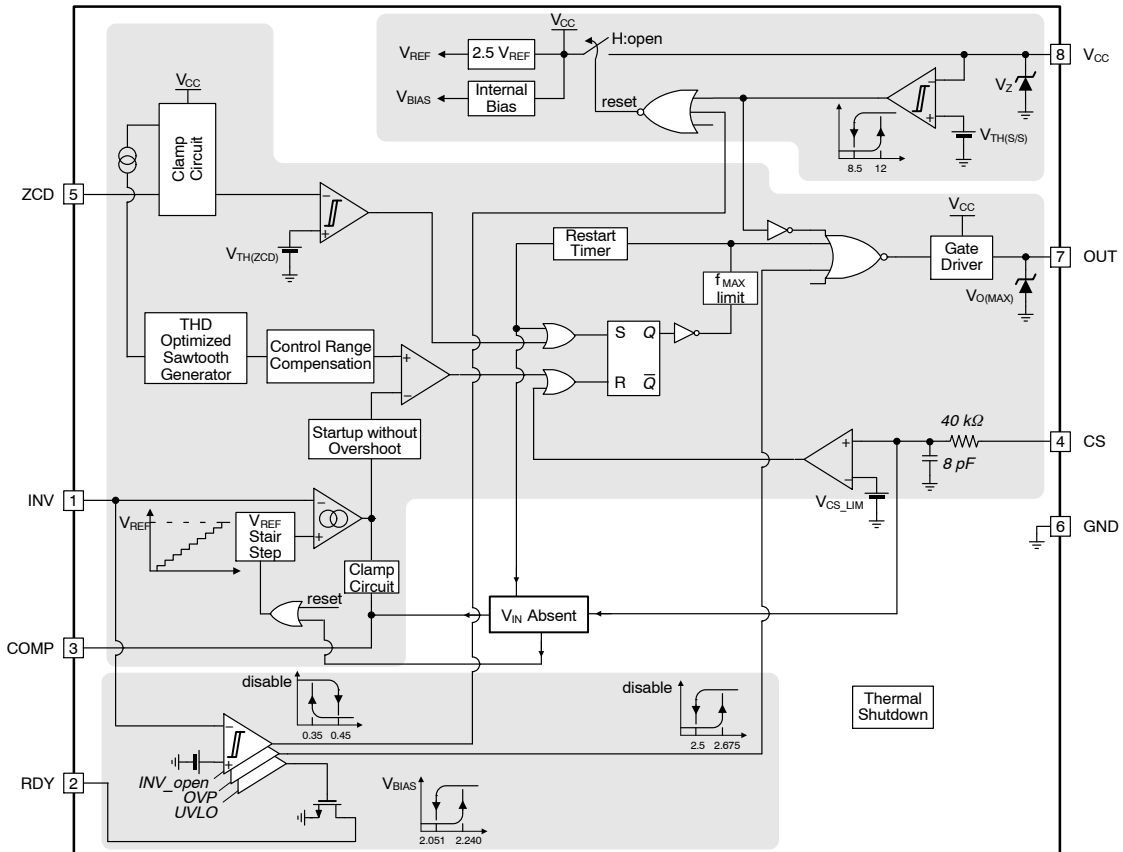 VCC
H:open
VREF
2.5 VREF
8
VCC
VBIAS
Internal
Bias
reset
VZ
VTH(S/S)
8.5 12
VCC
Clamp
Circuit
ZCD
5
VTH(ZCD)
Restart
Timer
VCC
Gate
Driver
7
OUT
fMAX
limit
VO(MAX)
THD
Optimized
Sawtooth
Generator
Control Range
Compensation
+
−
S Q
R Q̅
Startup without
Overshoot
40 kΩ
4
CS
8 pF
+
−
VCS_LIM
INV
1
VREF
VREF
Stair
Step
−
+
6
GND
Clamp
Circuit
reset
VIN Absent
COMP
3
disable
0.35 0.45
disable
2.5 2.675
Thermal
Shutdown
−
+
RDY
2
INV_open
OVP
UVLO
VBIAS
2.051 2.240